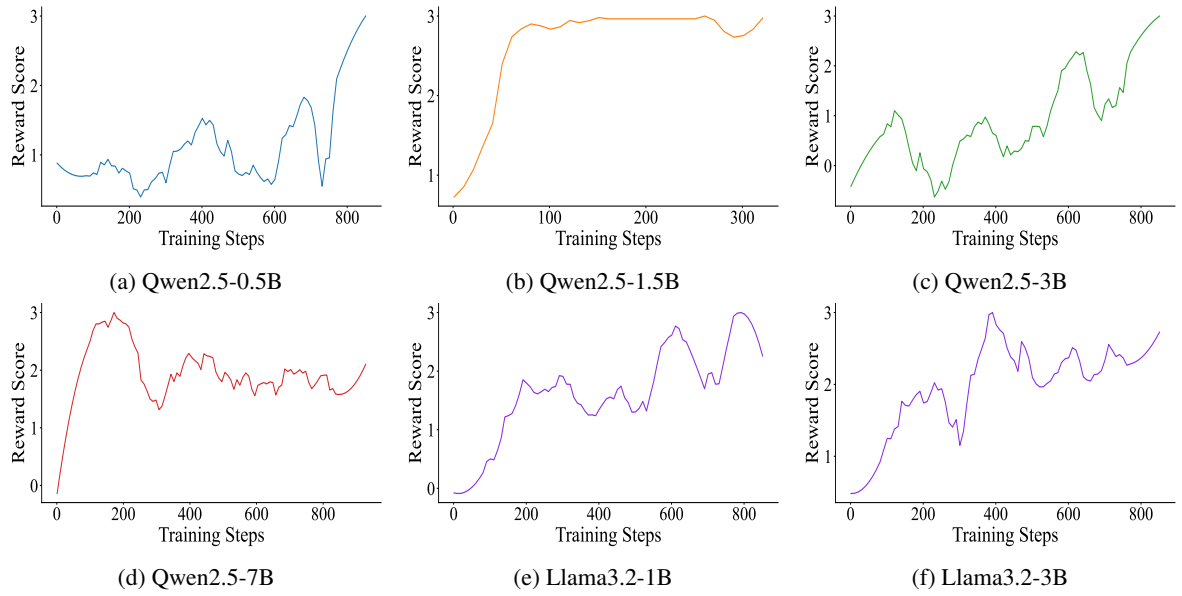 Reward Score
3
2
1
0 200 400 600 800
Training Steps
(a) Qwen2.5-0.5B
Reward Score
3
2
1
0 100 200 300
Training Steps
(b) Qwen2.5-1.5B
Reward Score
3
2
1
0
0 200 400 600 800
Training Steps
(c) Qwen2.5-3B
Reward Score
3
2
1
0
0 200 400 600 800
Training Steps
(d) Qwen2.5-7B
Reward Score
3
2
1
0
0 200 400 600 800
Training Steps
(e) Llama3.2-1B
Reward Score
3
2
1
0 200 400 600 800
Training Steps
(f) Llama3.2-3B